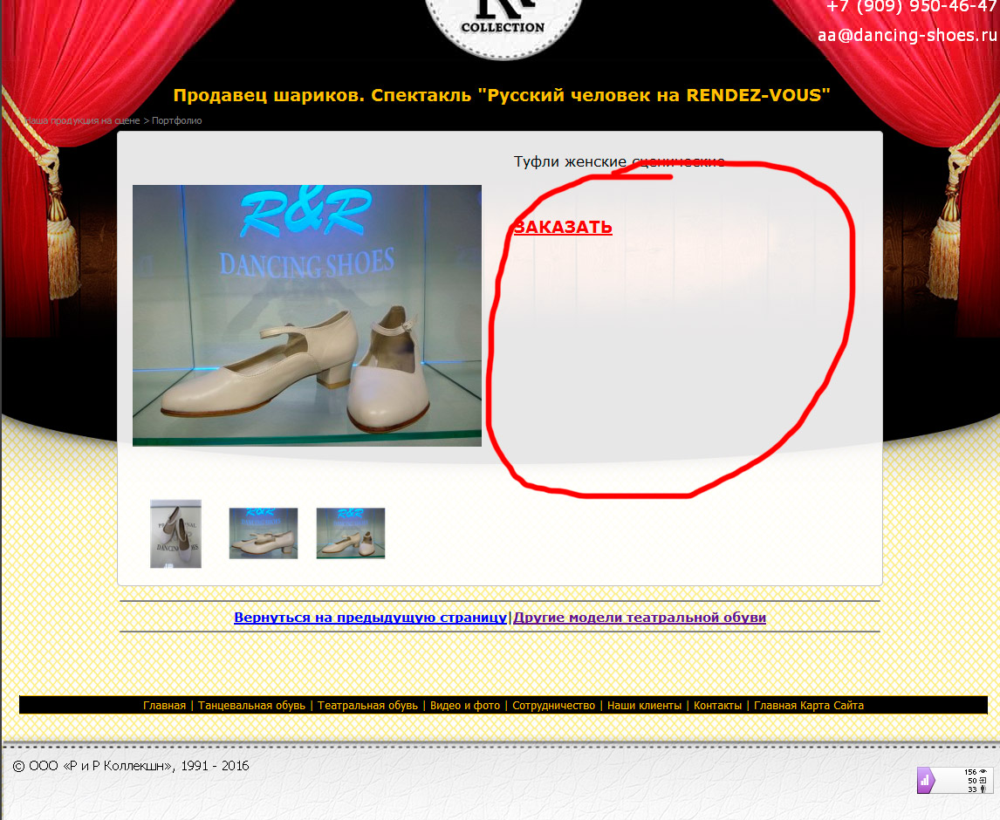 +7 (909) 950-46-47
COLLECTION
aa@dancing-shoes.ru
Продавец шариков. Спектакль "Русский человек на RENDEZ-VOUS"
Наша продукция на сцене > Портфолио
Туфли женские сценические
R&R
DANCING SHOES
ЗАКАЗАТЬ
Вернуться на предыдущую страницу|Другие модели театральной обуви
Главная | Танцевальная обувь | Театральная обувь | Видео и фото | Сотрудничество | Наши клиенты | Контакты | Главная Карта Сайта
© ООО «Р и Р Коллекшн», 1991 - 2016
156
50
33